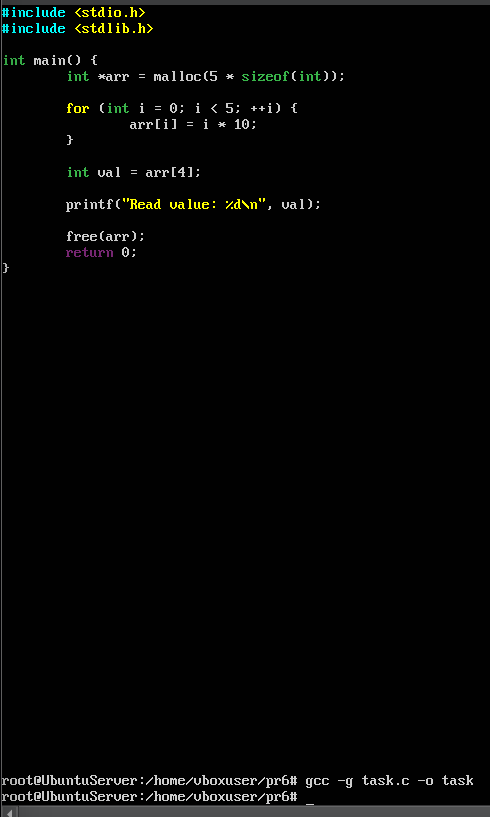 #include <stdio.h>
#include <stdlib.h>
int main() {
int *arr = malloc(5 * sizeof(int));
for (int i = 0; i < 5; ++i) {
arr[i] = i * 10;
}
int val = arr[4];
printf("Read value: %d\n", val);
free(arr);
return 0;
}
root@UbuntuServer:/home/vboxuser/pr6# gcc -g task.c -o task
root@UbuntuServer:/home/vboxuser/pr6# _